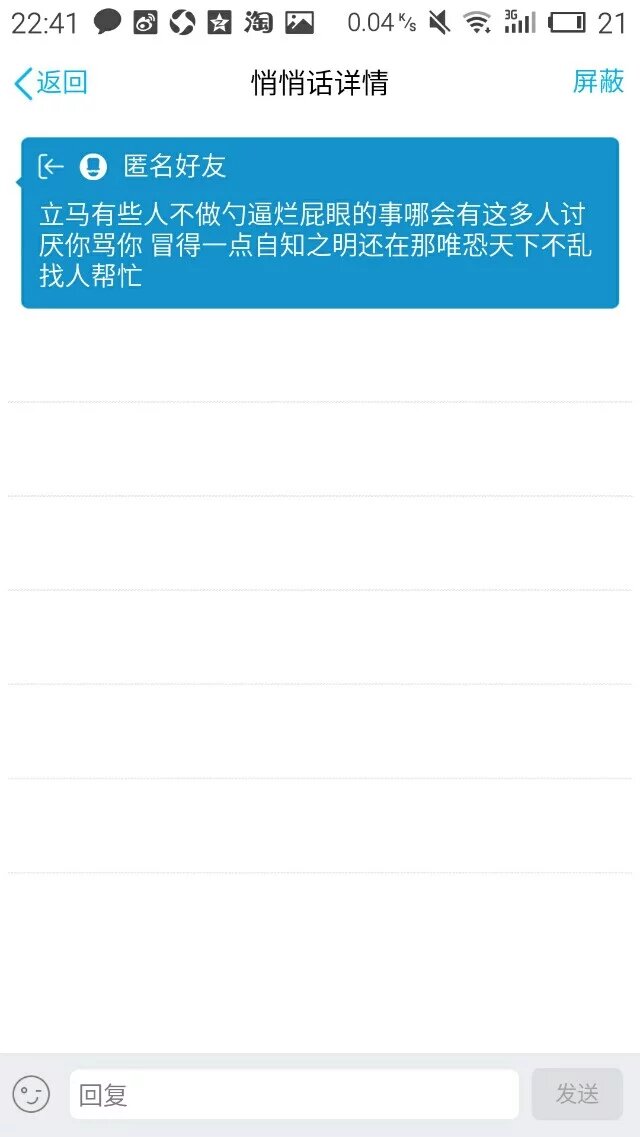 22:41 淘 0.04 K/s 3G 21
返回 悄悄话详情 屏蔽
匿名好友
立马有些人不做勺逼烂屁眼的事哪会有这多人讨
厌你骂你 冒得一点自知之明还在那唯恐天下不乱
找人帮忙
回复 发送